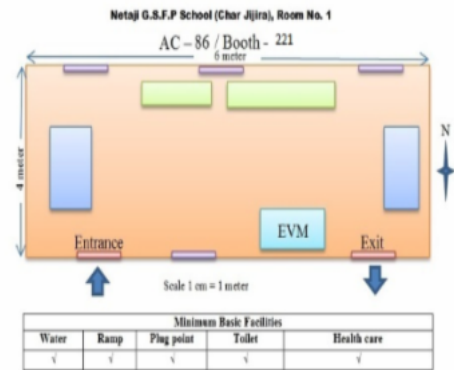 Netaji G.S.F.P School (Char Jijira), Room No. 1
AC – 86 / Booth - 221
6 meter
4 meter
N
EVM
Entrance
Exit
Scale 1 cm = 1 meter
Minimum Basic Facilities
Water Ramp Plug point Toilet Health care
√ √ √ √ √